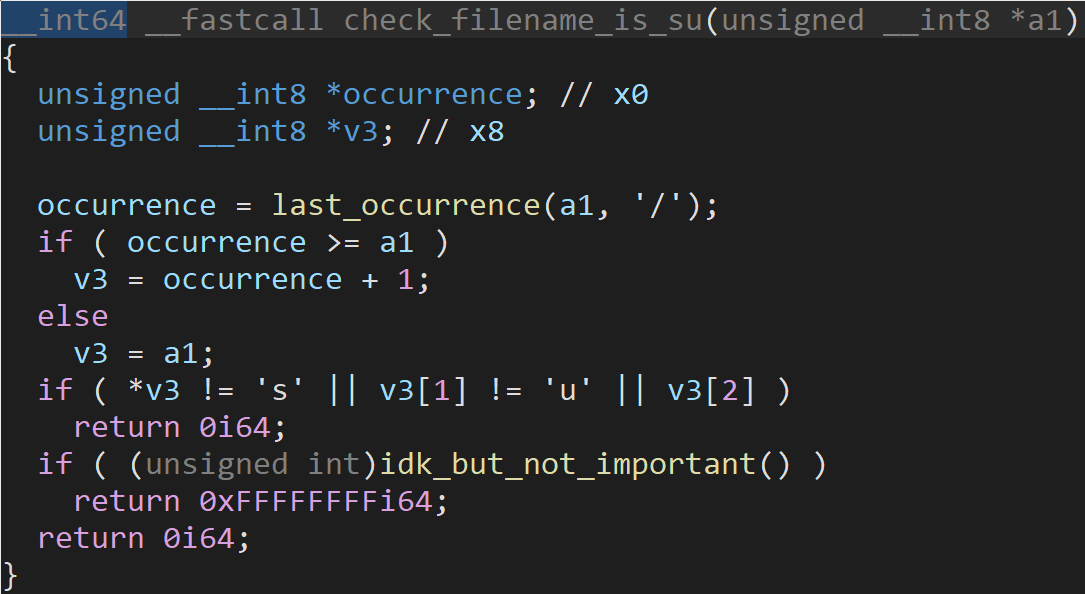 __int64 __fastcall check_filename_is_su(unsigned __int8 *a1)
{
  unsigned __int8 *occurrence; // x0
  unsigned __int8 *v3; // x8

  occurrence = last_occurrence(a1, '/');
  if ( occurrence >= a1 )
    v3 = occurrence + 1;
  else
    v3 = a1;
  if ( *v3 != 's' || v3[1] != 'u' || v3[2] )
    return 0i64;
  if ( (unsigned int)idk_but_not_important() )
    return 0xFFFFFFFFi64;
  return 0i64;
}